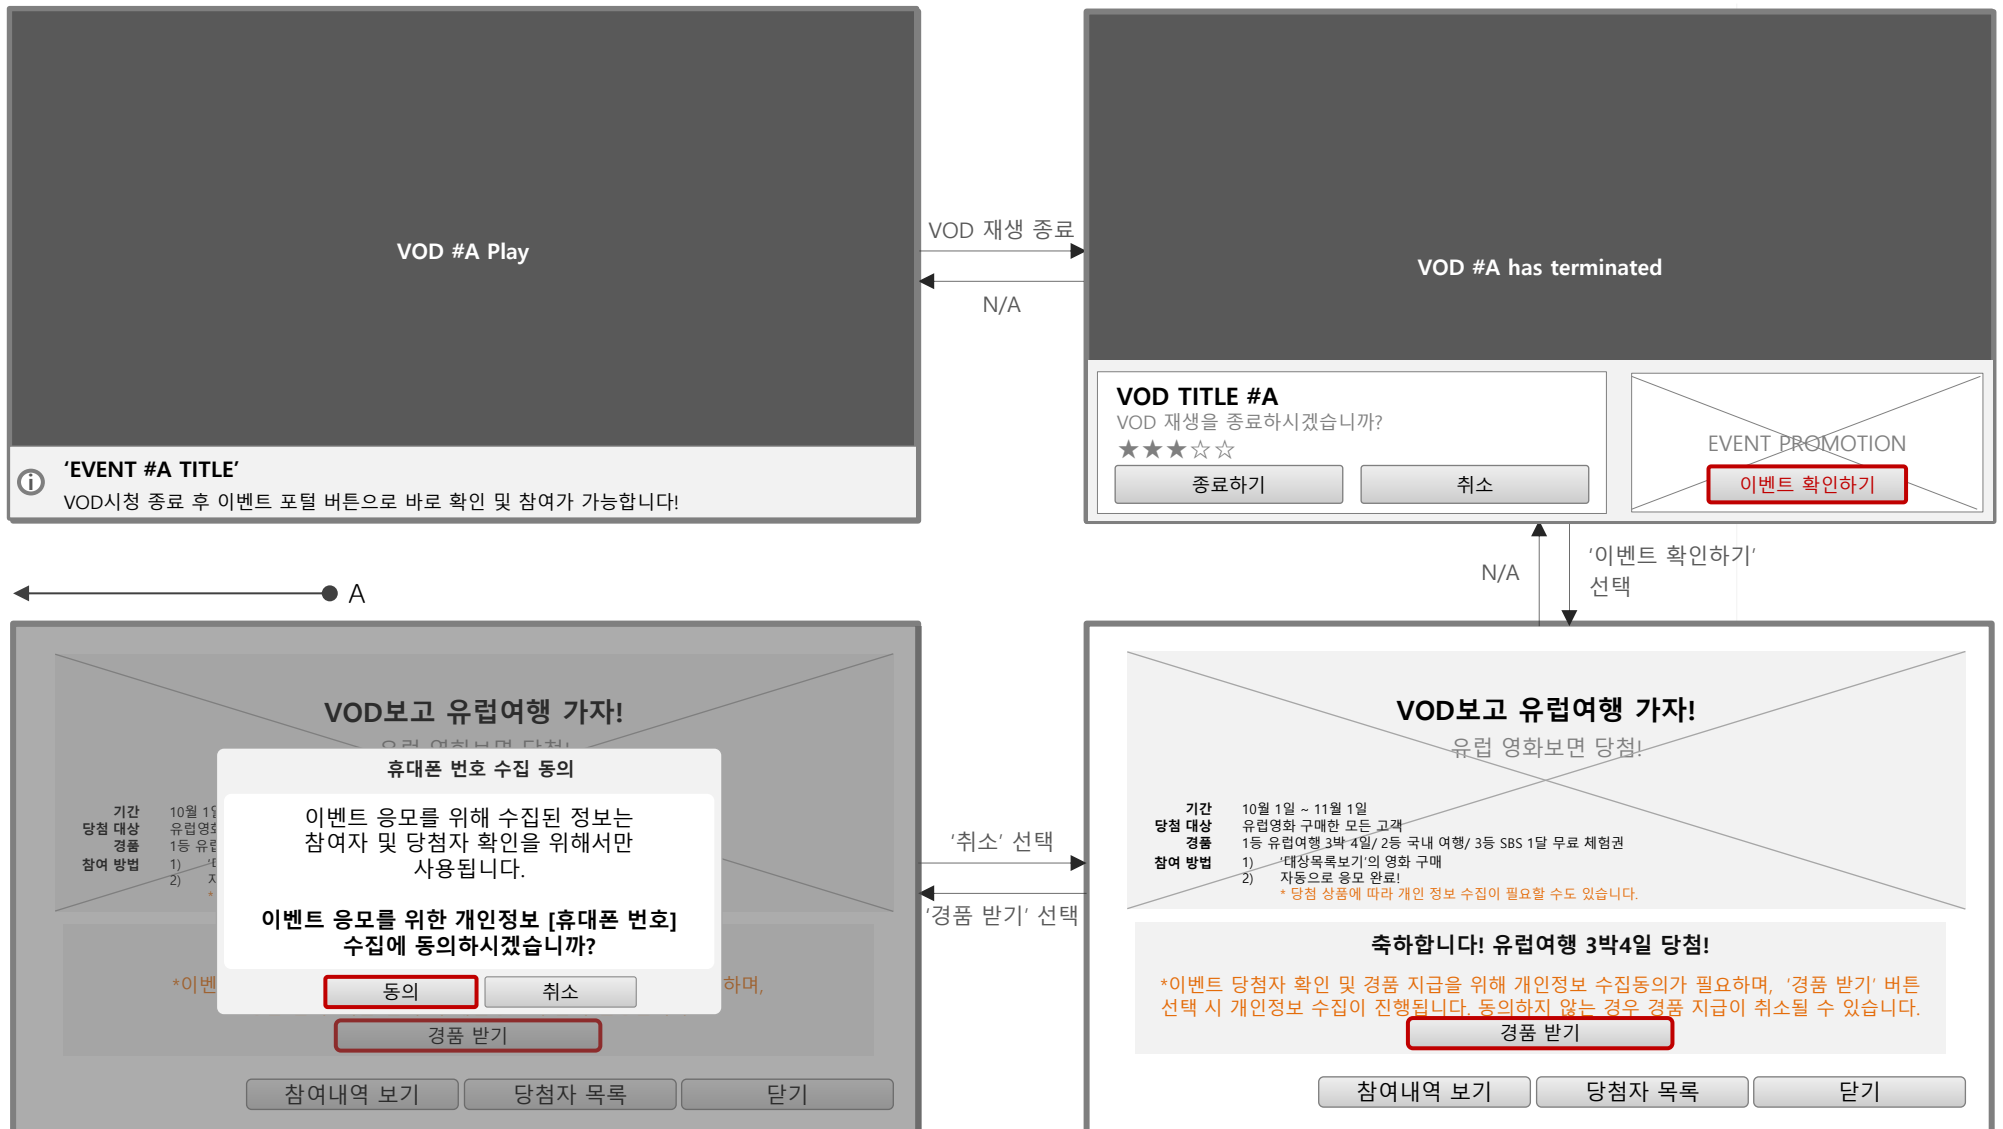 VOD #A Play
‘EVENT #A TITLE’
VOD시청 종료 후 이벤트 포털 버튼으로 바로 확인 및 참여가 가능합니다!
VOD 재생 종료
N/A
VOD #A has terminated
VOD TITLE #A
VOD 재생을 종료하시겠습니까?
★★★☆☆
종료하기
취소
EVENT PROMOTION
이벤트 확인하기
N/A
‘이벤트 확인하기’
선택
A
VOD보고 유럽여행 가자!
휴대폰 번호 수집 동의
이벤트 응모를 위해 수집된 정보는
참여자 및 당첨자 확인을 위해서만
사용됩니다.
이벤트 응모를 위한 개인정보 [휴대폰 번호]
수집에 동의하시겠습니까?
동의
취소
기간 10월 1일
당첨 대상 유럽영화
경품 1등 유럽
참여 방법 1)
2)
*
*이벤
하며,
경품 받기
참여내역 보기
당첨자 목록
닫기
‘취소’ 선택
‘경품 받기’ 선택
VOD보고 유럽여행 가자!
유럽 영화보면 당첨!
기간 10월 1일 ~ 11월 1일
당첨 대상 유럽영화 구매한 모든 고객
경품 1등 유럽여행 3박 4일/ 2등 국내 여행/ 3등 SBS 1달 무료 체험권
참여 방법 1) ‘대상목록보기’의 영화 구매
2) 자동으로 응모 완료!
* 당첨 상품에 따라 개인 정보 수집이 필요할 수도 있습니다.
축하합니다! 유럽여행 3박4일 당첨!
*이벤트 당첨자 확인 및 경품 지급을 위해 개인정보 수집동의가 필요하며, ‘경품 받기’ 버튼
선택 시 개인정보 수집이 진행됩니다. 동의하지 않는 경우 경품 지급이 취소될 수 있습니다.
경품 받기
참여내역 보기
당첨자 목록
닫기